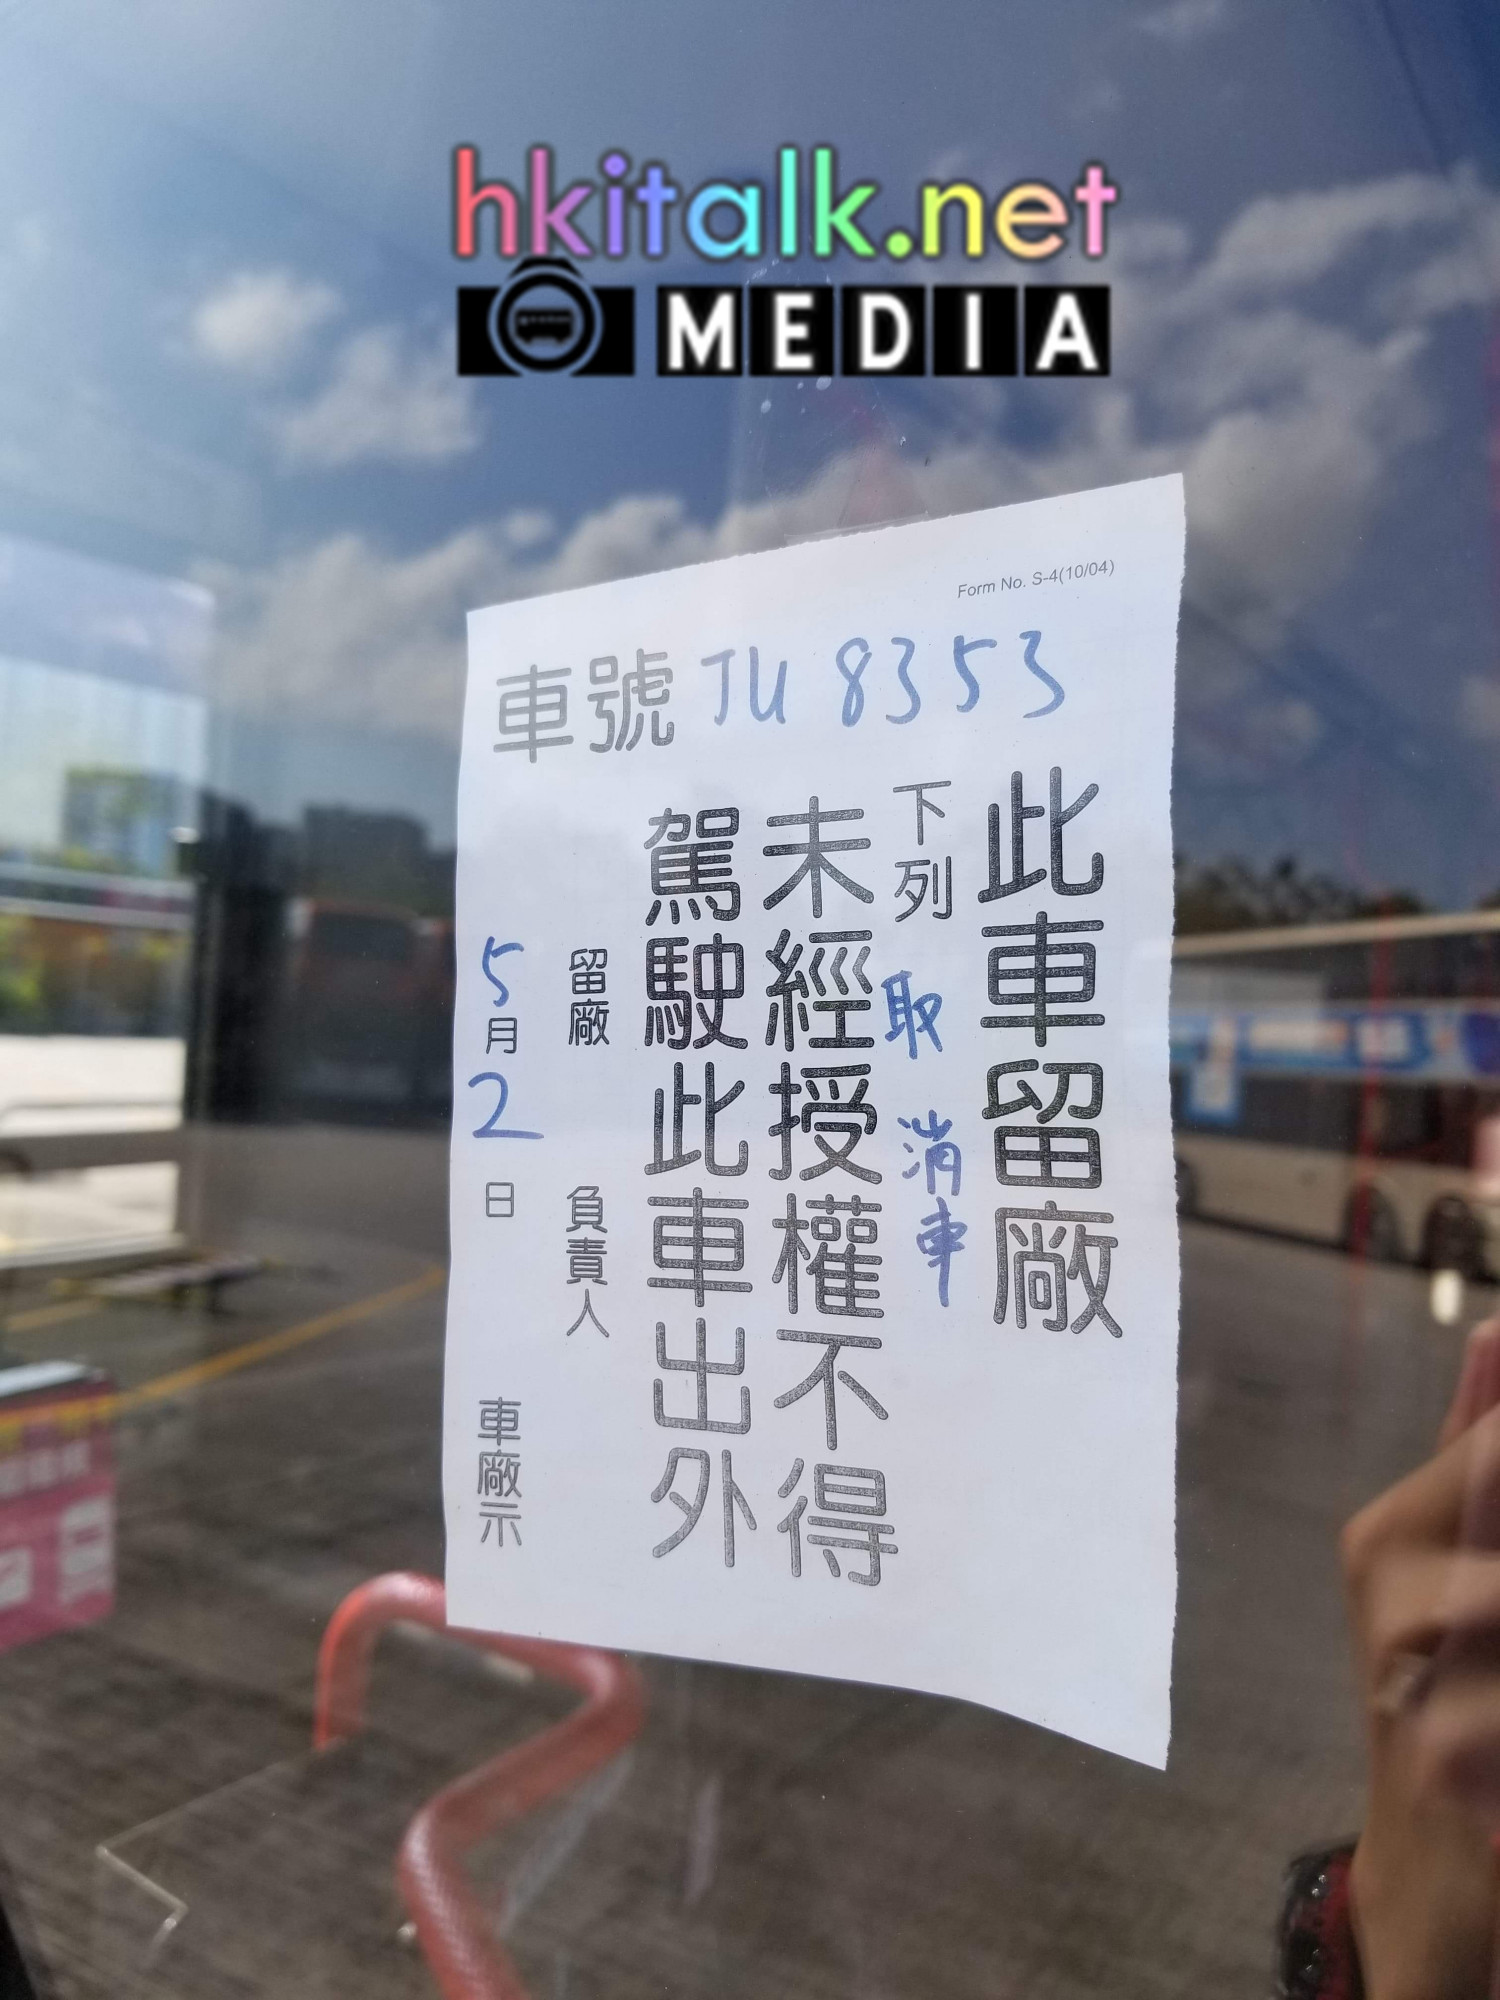 hkitalk.net
MEDIA
Form No. S-4(10/04)
車號 JU 8353
此車留廠
下列 取消車
未經授權不得
駕駛此車出外
留廠 負責人
5月2日 車廠示